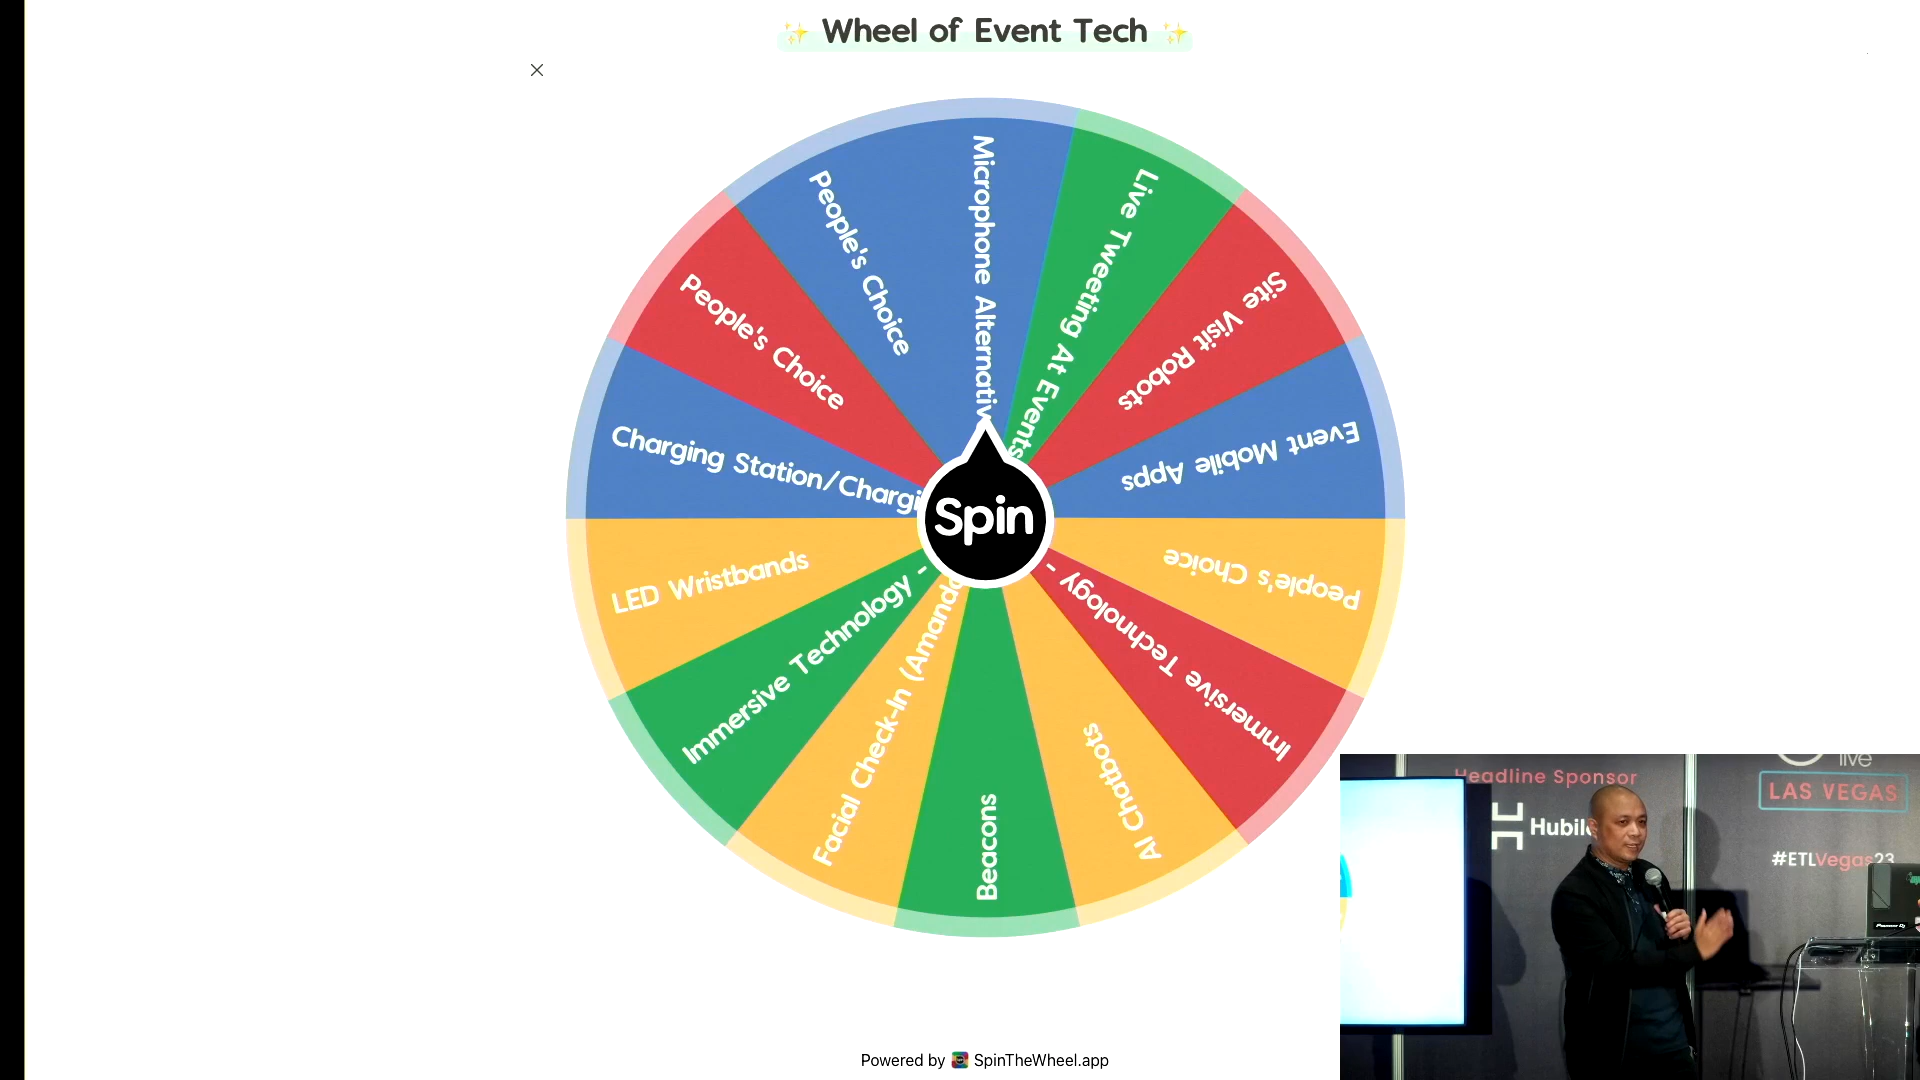 ✨ Wheel of Event Tech ✨
Microphone Alternativ
Live Tweeting At Events
Site Visit Robots
Event Mobile Apps
People's Choice
Immersive Technology -
AI Chatbots
Beacons
Facial Check-In (Amand
Immersive Technology -
LED Wristbands
Charging Station/Chargi
People's Choice
People's Choice
Spin
Powered by SpinTheWheel.app
live
Headline Sponsor
LAS VEGAS
Hubil
#ETLVegas23
Pioneer Dj